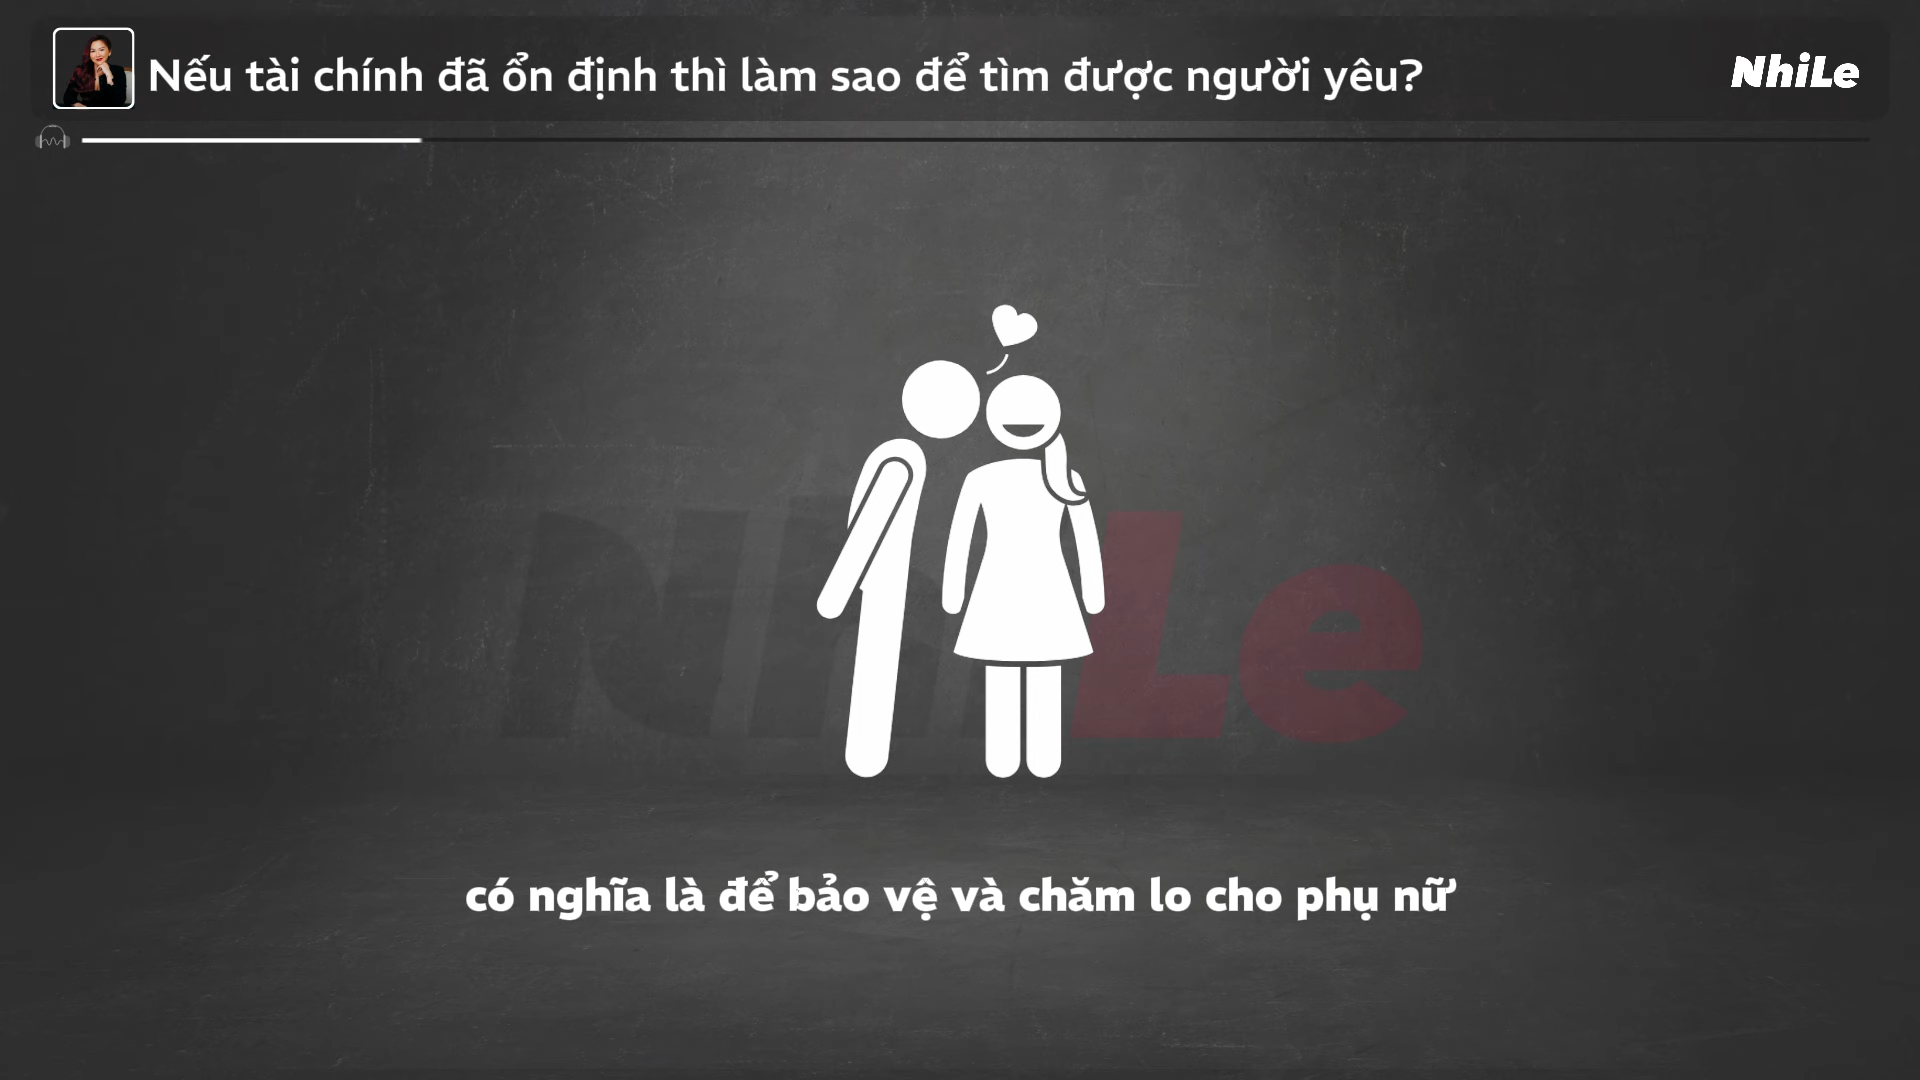 Nếu tài chính đã ổn định thì làm sao để tìm được người yêu?
NhiLe
NhiLe
có nghĩa là để bảo vệ và chăm lo cho phụ nữ